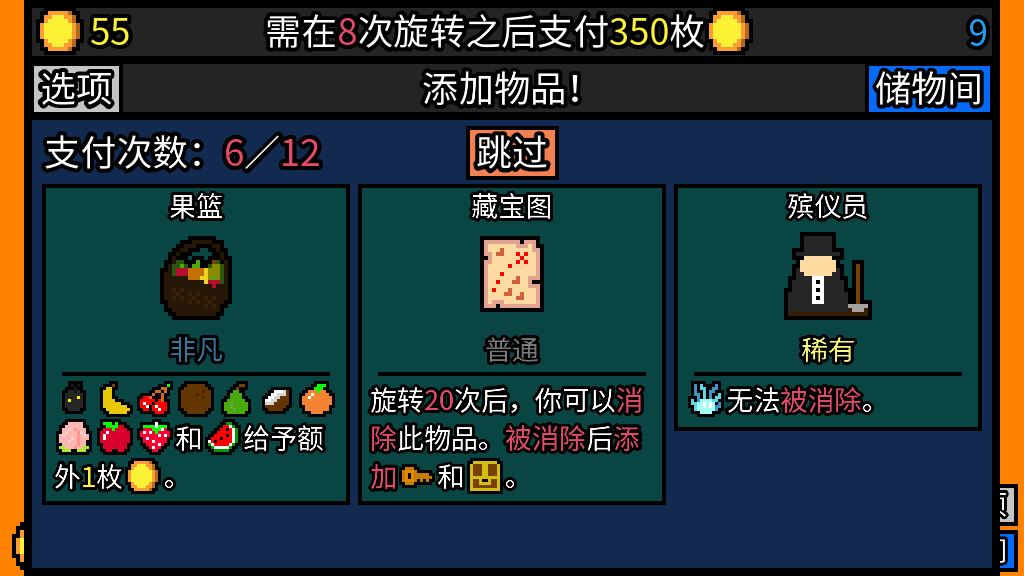 55 需在8次旋转之后支付350枚 9
选项 添加物品! 储物间
支付次数：6／12 跳过
果篮
非凡
和 给予额
外1枚 。
藏宝图
普通
旋转20次后，你可以消
除此物品。被消除后添
加 和 。
殡仪员
稀有
无法被消除。